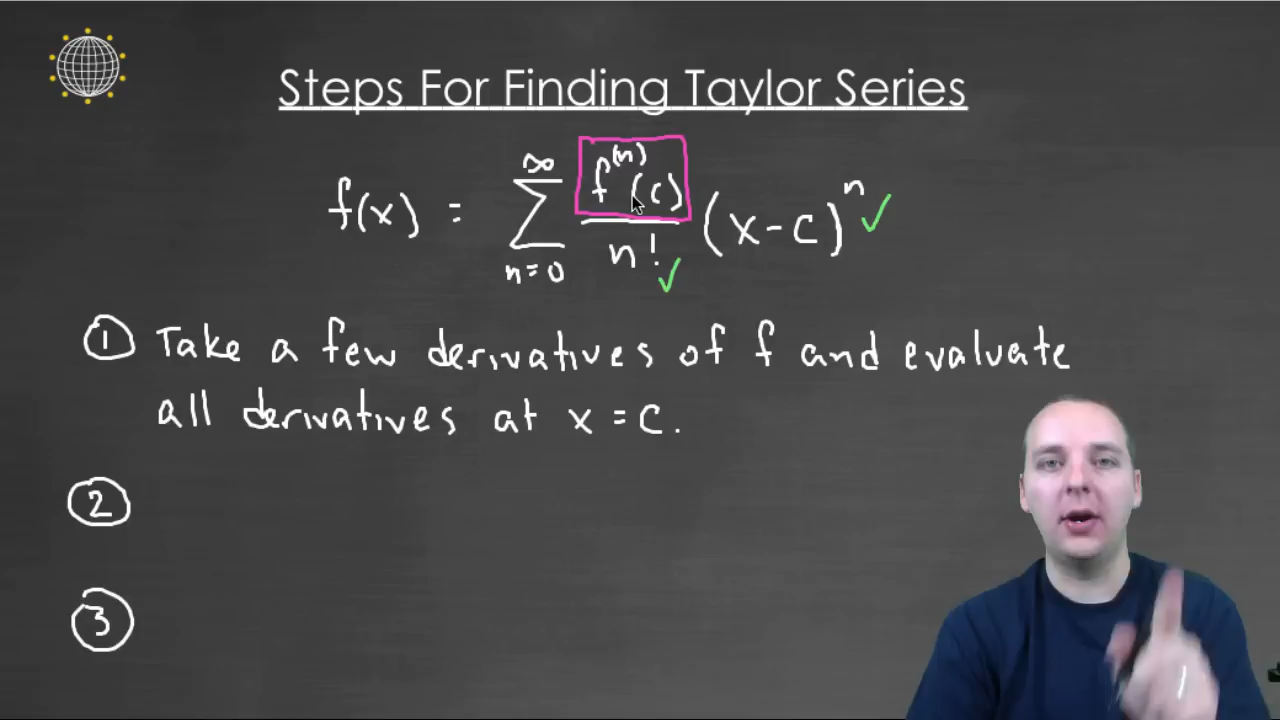 Steps For Finding Taylor Series
f(x) = ∞ ∑ n=0 f⁽ⁿ⁾(c) / n! (x-c)ⁿ
① Take a few derivatives of f and evaluate
all derivatives at x = c.
②
③